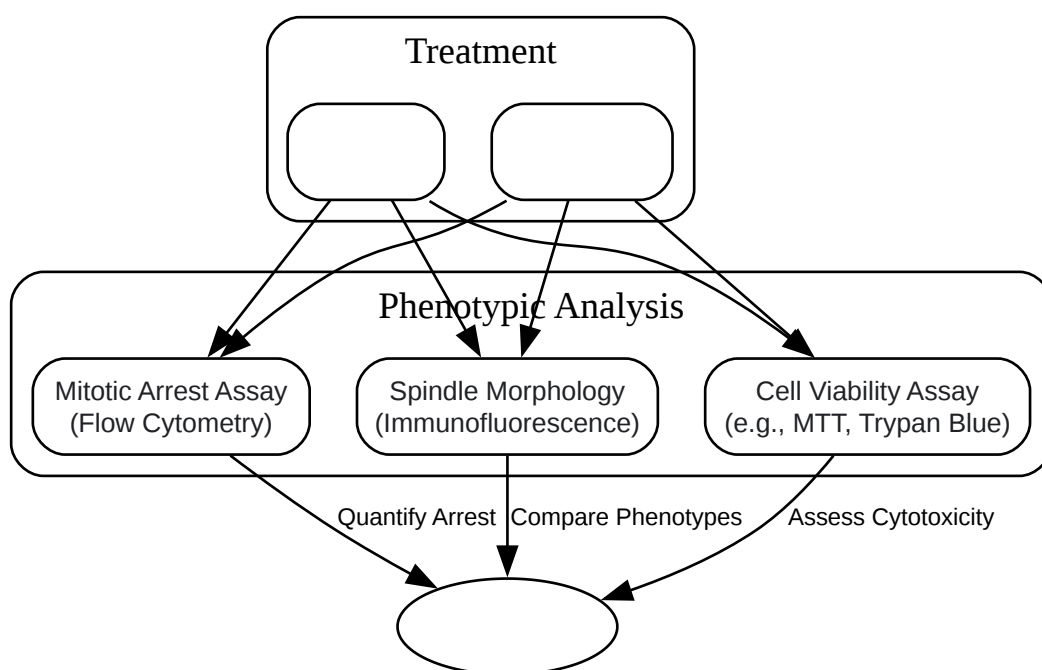 Treatment
Phenotypic Analysis
Mitotic Arrest Assay
(Flow Cytometry)
Spindle Morphology
(Immunofluorescence)
Cell Viability Assay
(e.g., MTT, Trypan Blue)
Quantify Arrest
Compare Phenotypes
Assess Cytotoxicity